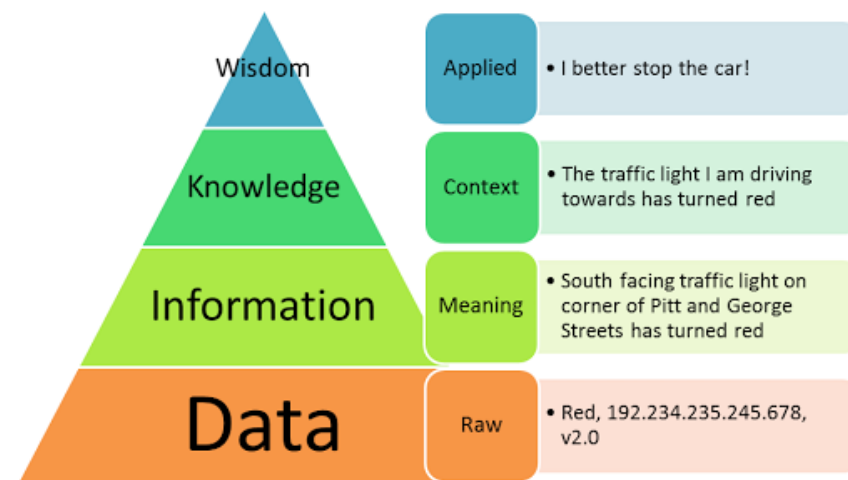 Wisdom
Applied
• I better stop the car!
Knowledge
Context
• The traffic light I am driving
towards has turned red
Information
Meaning
• South facing traffic light on
corner of Pitt and George
Streets has turned red
Data
Raw
• Red, 192.234.235.245.678,
v2.0